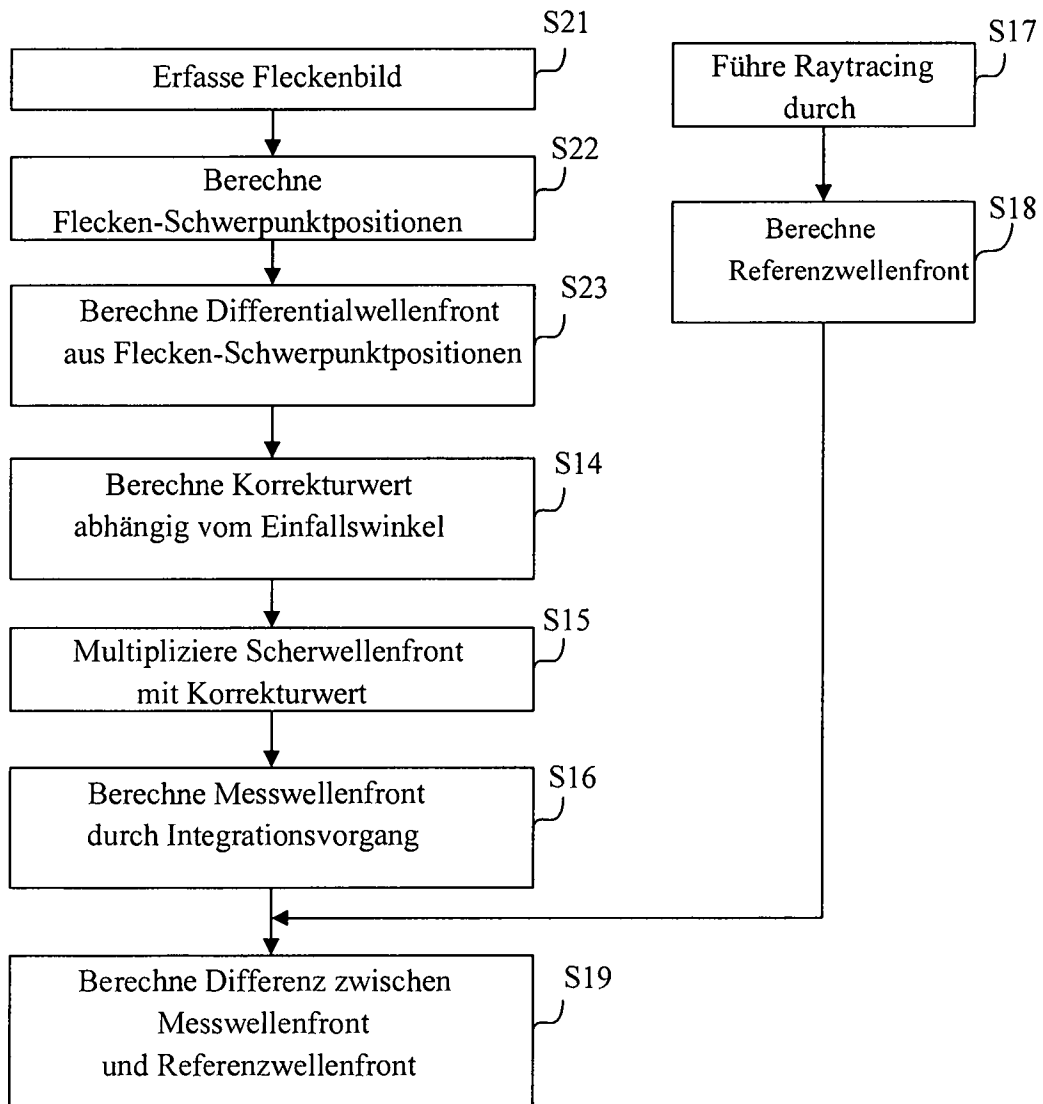 S21
Erfasse Fleckenbild
S22
Berechne
Flecken-Schwerpunktpositionen
S23
Berechne Differentialwellenfront
aus Flecken-Schwerpunktpositionen
S14
Berechne Korrekturwert
abhängig vom Einfallswinkel
S15
Multipliziere Scherwellenfront
mit Korrekturwert
S16
Berechne Messwellenfront
durch Integrationsvorgang
S17
Führe Raytracing
durch
S18
Berechne
Referenzwellenfront
S19
Berechne Differenz zwischen
Messwellenfront
und Referenzwellenfront